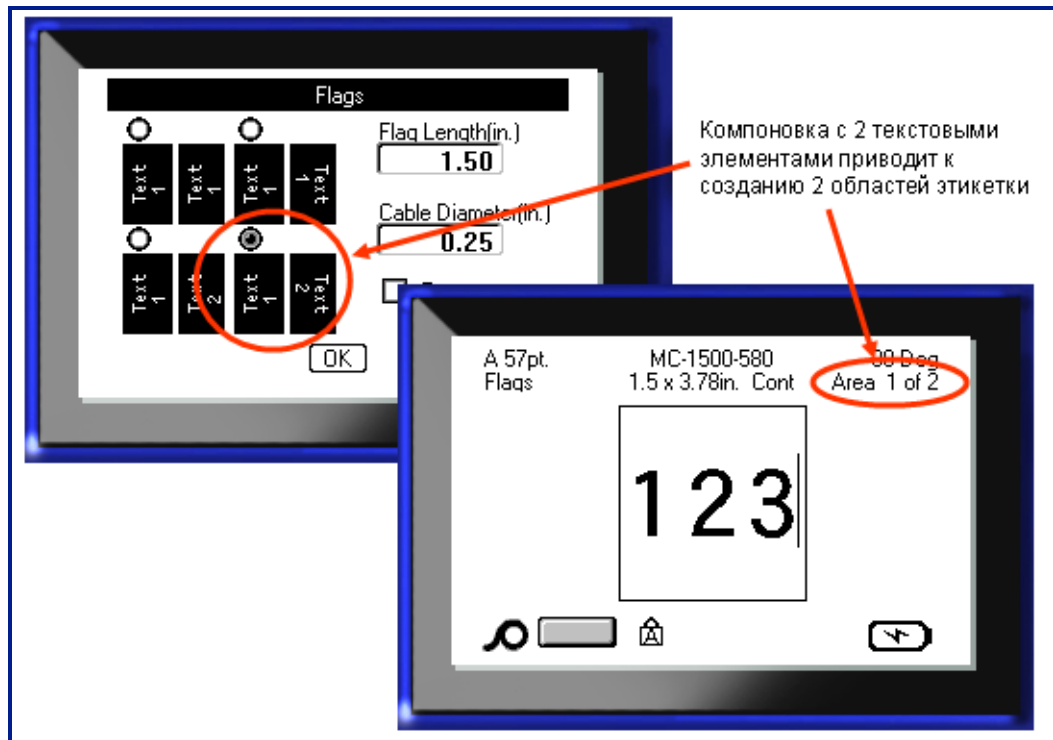 Flags
Flag Length(in.)
1.50
Text 1 Text 1 Text 1 Text 1
Cable Diameter(in.)
0.25
Text 1 Text 2 Text 1 Text 2
OK
Компоновка с 2 текстовыми
элементами приводит к
созданию 2 областей этикетки
A 57pt. MC-1500-580 Deg
Flags 1.5 x 3.78in. Cont Area 1 of 2
123
A